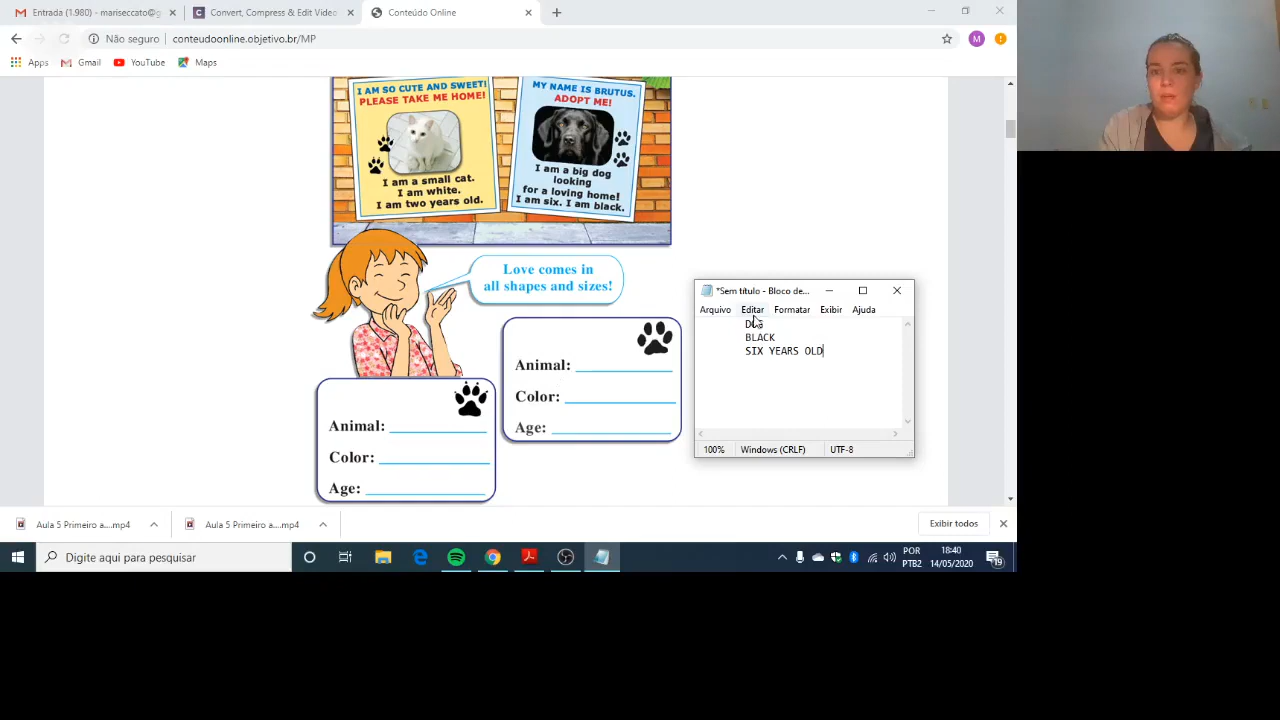 Entrada (1.980) - mariseccato@g
Convert, Compress & Edit Video
Conteúdo Online
Não seguro
conteudoonline.objetivo.br/MP
M
Apps
Gmail
YouTube
Maps
I AM SO CUTE AND SWEET!
PLEASE TAKE ME HOME!
I am a small cat.
I am white.
I am two years old.
MY NAME IS BRUTUS.
ADOPT ME!
I am a big dog
looking
for a loving home!
I am six. I am black.
Love comes in
all shapes and sizes!
Animal:
Color:
Age:
Animal:
Color:
Age:
*Sem título - Bloco de...
Arquivo Editar Formatar Exibir Ajuda
BLACK
SIX YEARS OLD
100% Windows (CRLF) UTF-8
Aula 5 Primeiro a....mp4
Aula 5 Primeiro a....mp4
Exibir todos
Digite aqui para pesquisar
POR
PTB2
18:40
14/05/2020
19